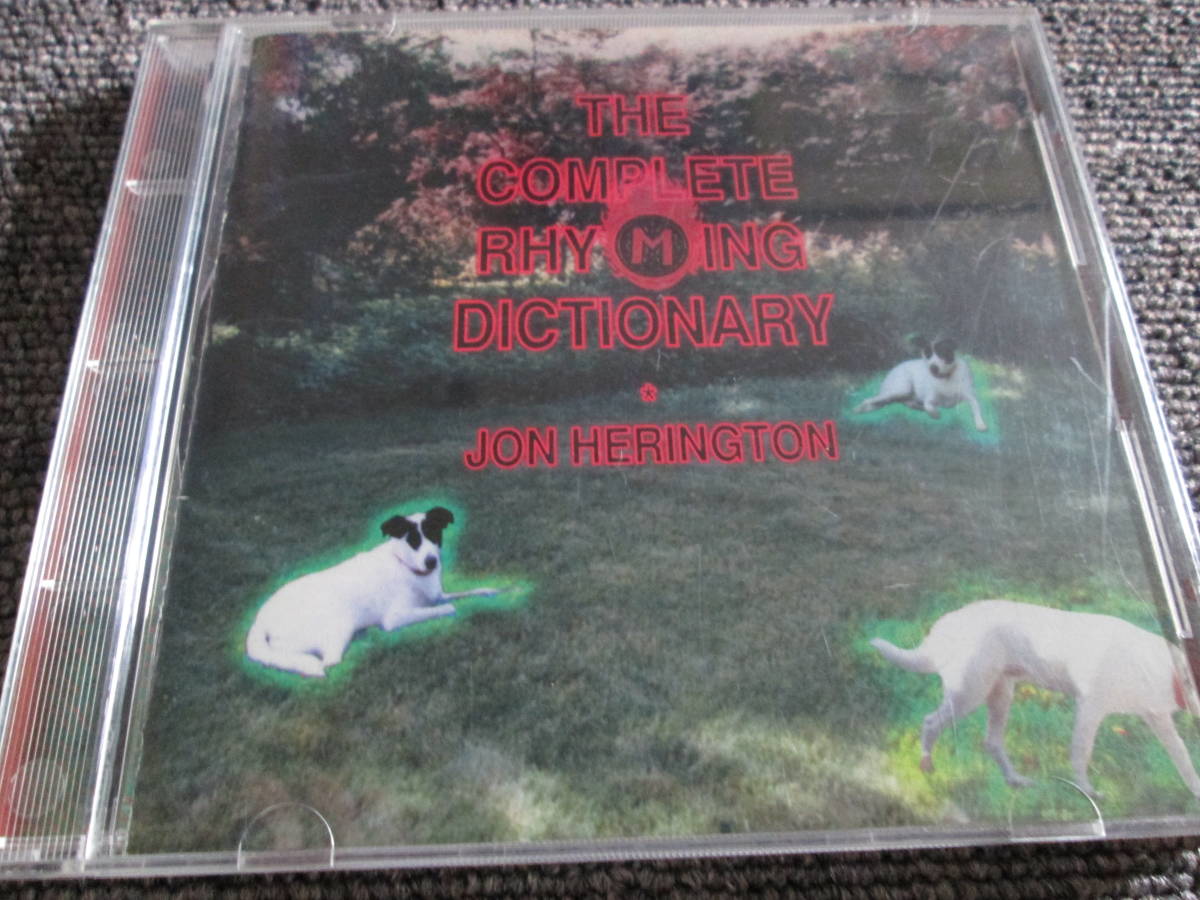 THE
COMPLETE
RHYMING
DICTIONARY
*
JON HERINGTON